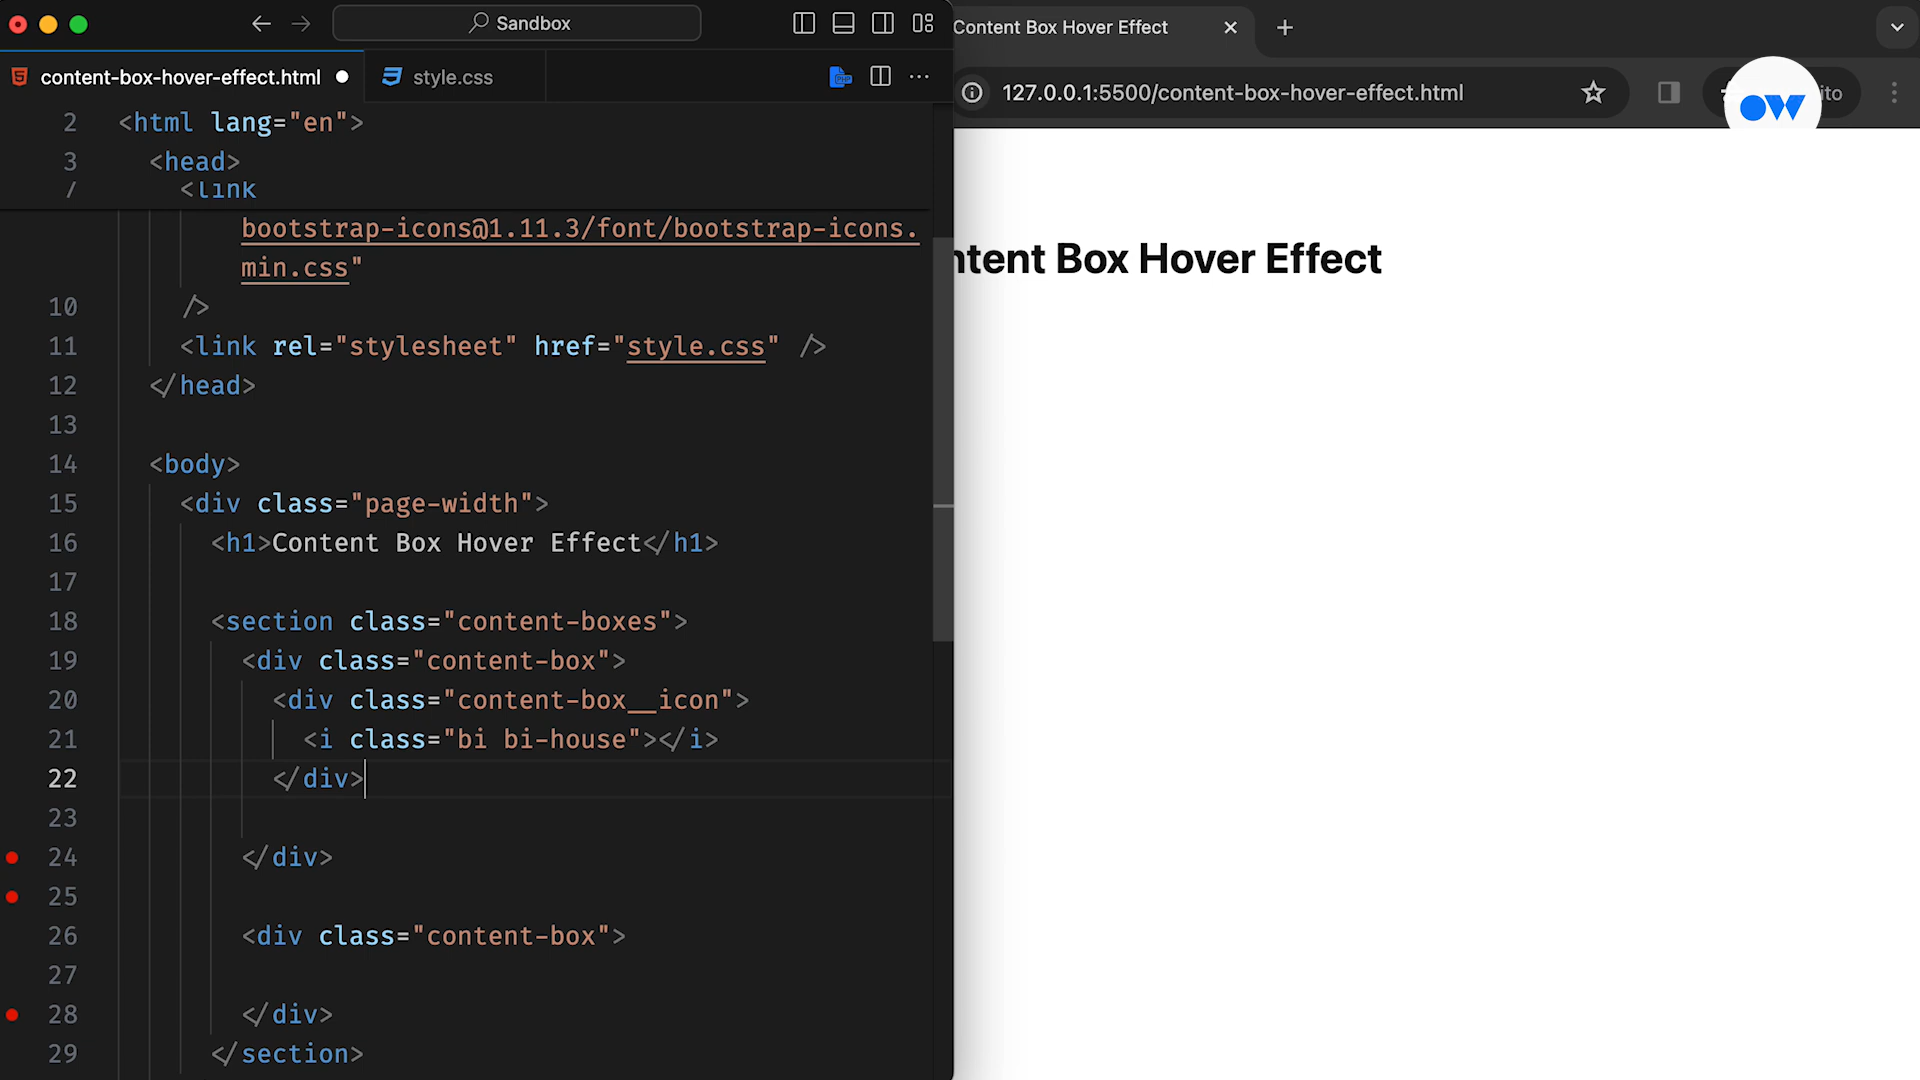 Sandbox
content-box-hover-effect.html
style.css
2 <html lang="en">
3 <head>
7 <link
bootstrap-icons@1.11.3/font/bootstrap-icons.
min.css"
10 />
11 <link rel="stylesheet" href="style.css" />
12 </head>
13
14 <body>
15 <div class="page-width">
16 <h1>Content Box Hover Effect</h1>
17
18 <section class="content-boxes">
19 <div class="content-box">
20 <div class="content-box__icon">
21 <i class="bi bi-house"></i>
22 </div>
23
24 </div>
25
26 <div class="content-box">
27
28 </div>
29 </section>
Content Box Hover Effect
127.0.0.1:5500/content-box-hover-effect.html
ito
OW
ntent Box Hover Effect